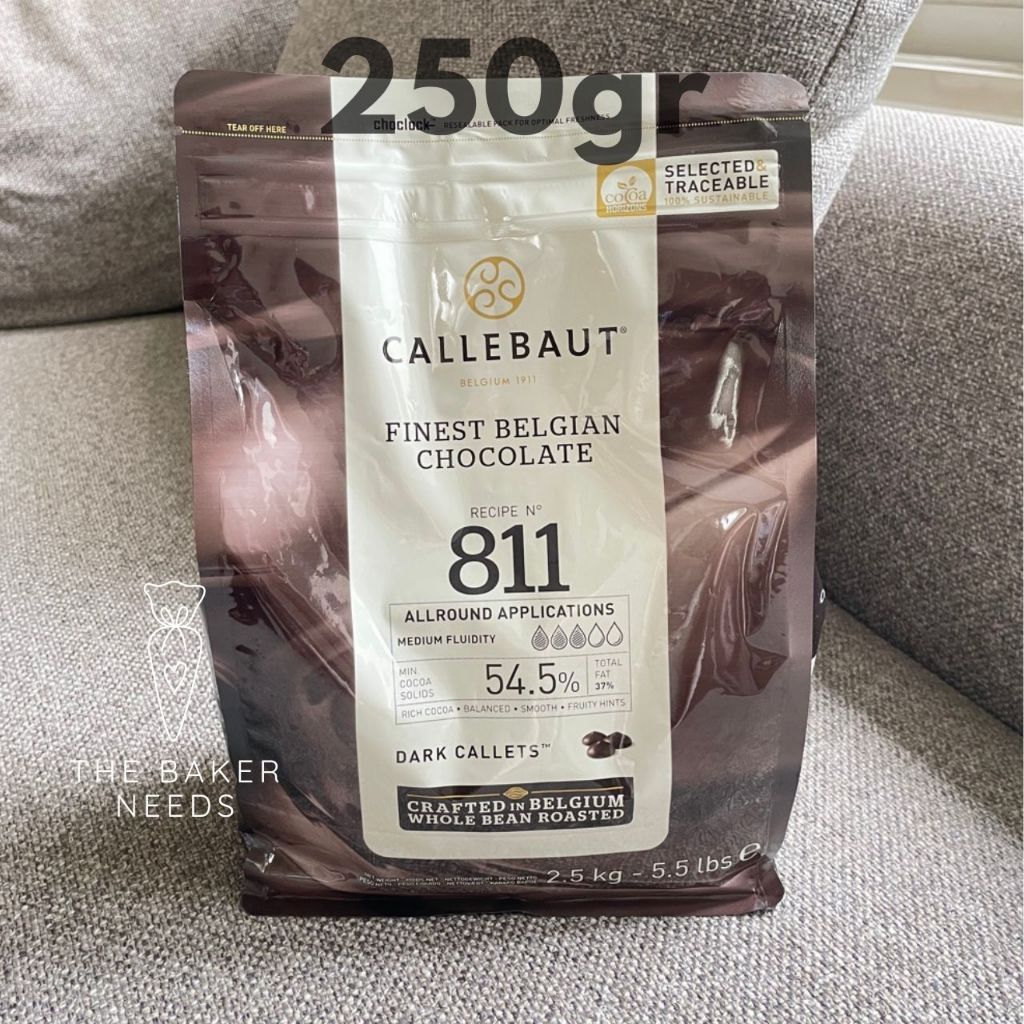 250gr
TEAR OFF HERE
choclock RESEALABLE PACK FOR OPTIMAL FRESHNESS
cocoa
HORIZONS
SELECTED&
TRACEABLE
100% SUSTAINABLE
CALLEBAUT®
BELGIUM 1911
FINEST BELGIAN
CHOCOLATE
RECIPE N°
811
ALLROUND APPLICATIONS
MEDIUM FLUIDITY
MIN
COCOA
SOLIDS
54.5%
TOTAL
FAT
37%
RICH COCOA • BALANCED • SMOOTH • FRUITY HINTS
DARK CALLETS™
CRAFTED IN BELGIUM
WHOLE BEAN ROASTED
2.5 kg - 5.5 lbs e
THE BAKER
NEEDS